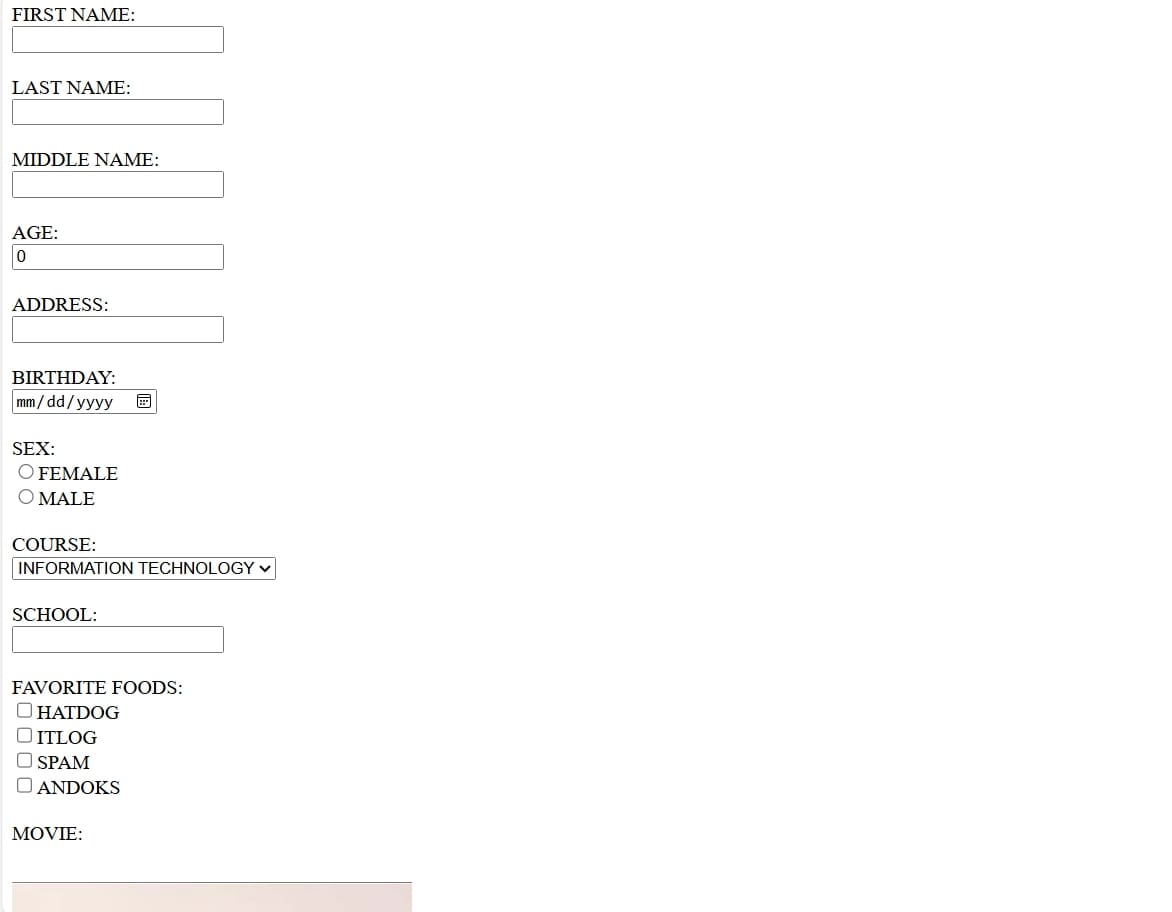 FIRST NAME:
LAST NAME:
MIDDLE NAME:
AGE:
0
ADDRESS:
BIRTHDAY:
mm/dd/yyyy
SEX:
FEMALE
MALE
COURSE:
INFORMATION TECHNOLOGY
SCHOOL:
FAVORITE FOODS:
HATDOG
ITLOG
SPAM
ANDOKS
MOVIE: